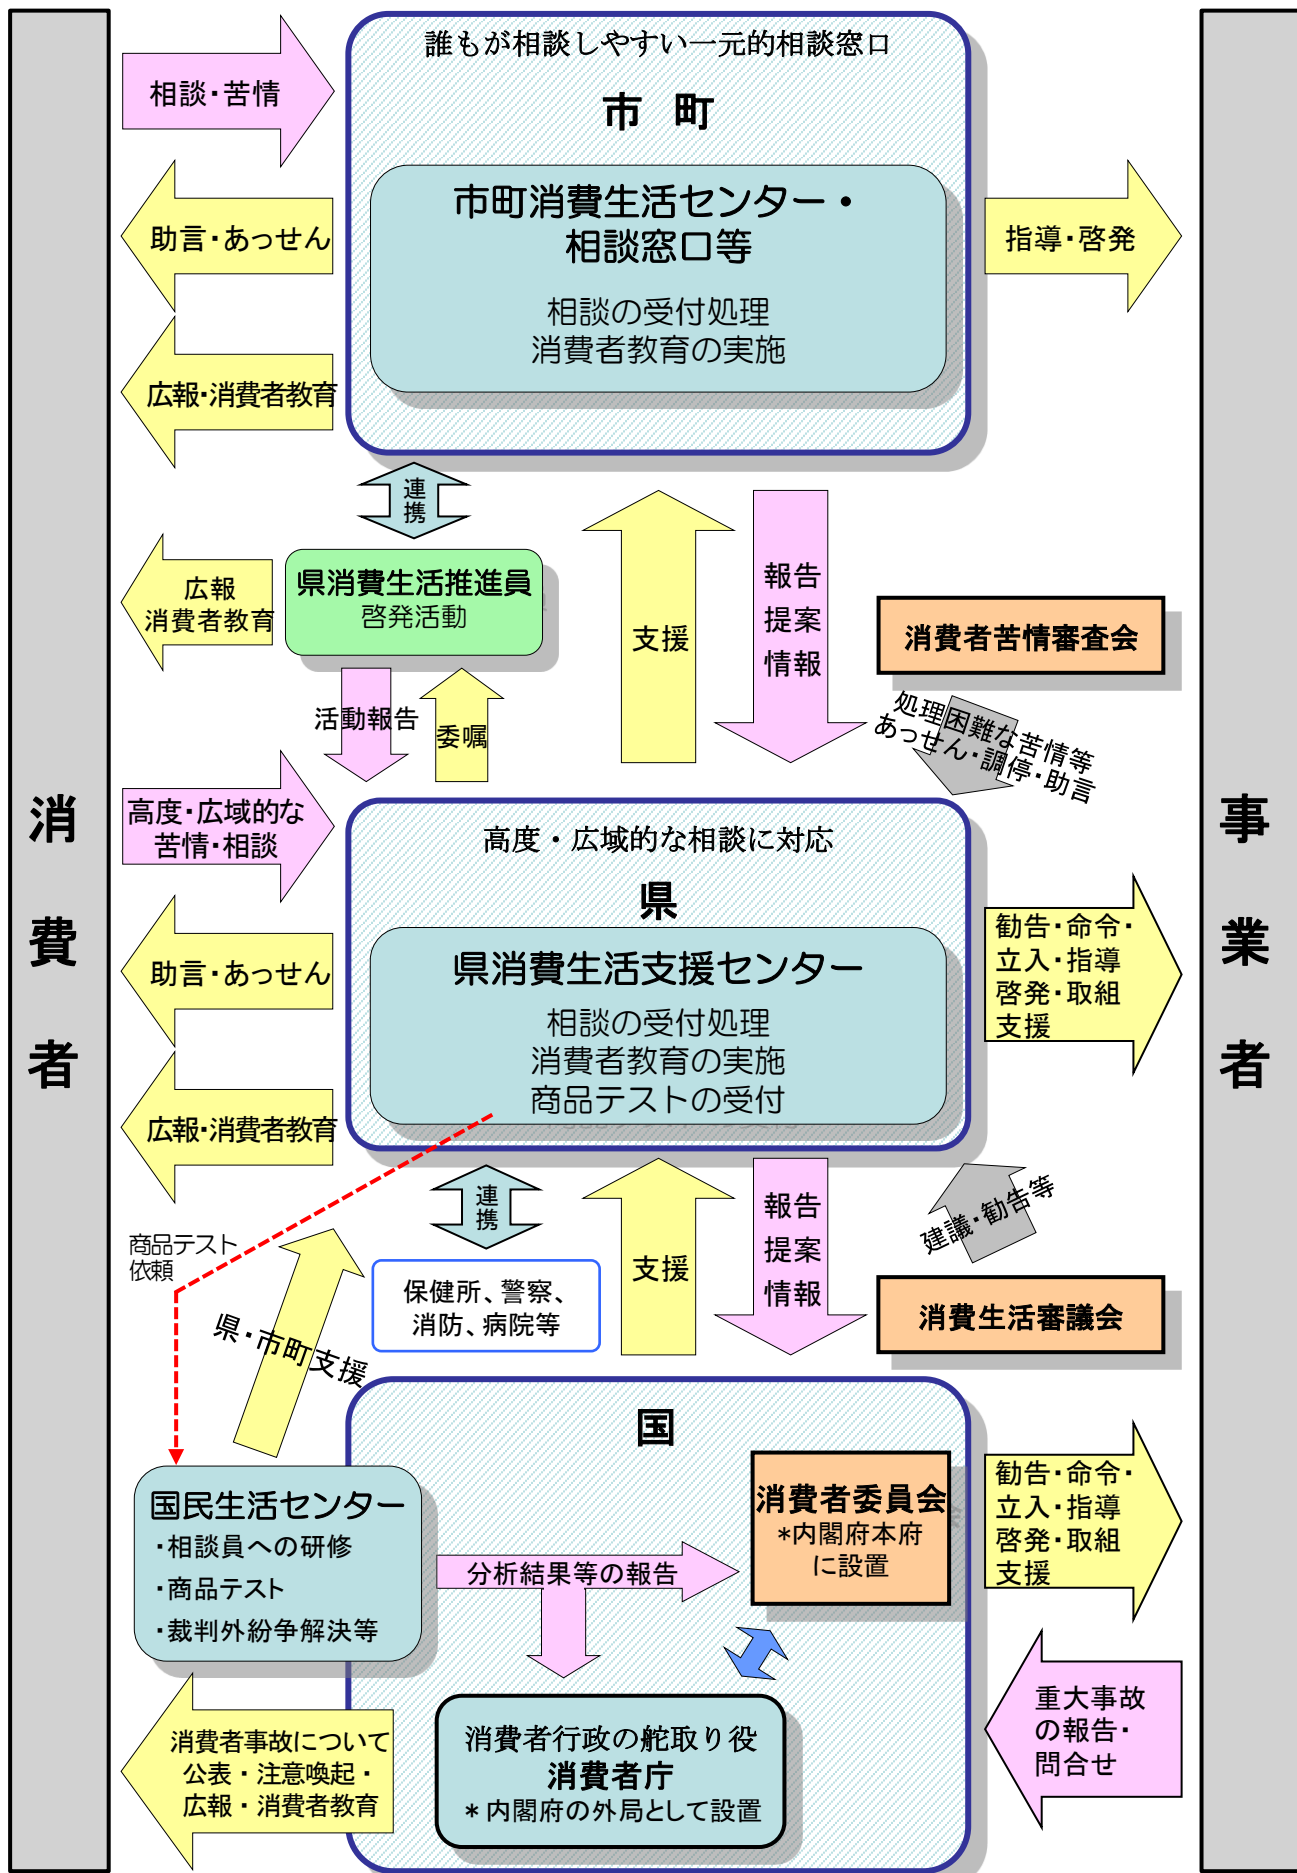 誰もが相談しやすい一元的相談窓口
市 町
市町消費生活センター・
相談窓口等
相談の受付処理
消費者教育の実施
相談・苦情
助言・あっせん
広報・消費者教育
指導・啓発
連携
県消費生活推進員
啓発活動
広報
消費者教育
活動報告
委嘱
支援
報告
提案
情報
消費者苦情審査会
処理困難な苦情等
あっせん・調停・助言
消費者
事業者
高度・広域的な
苦情・相談
助言・あっせん
広報・消費者教育
高度・広域的な相談に対応
県
県消費生活支援センター
相談の受付処理
消費者教育の実施
商品テストの受付
勧告・命令・
立入・指導
啓発・取組
支援
商品テスト
依頼
県・市町支援
連携
保健所、警察、
消防、病院等
支援
報告
提案
情報
建議・勧告等
消費生活審議会
国
国民生活センター
・相談員への研修
・商品テスト
・裁判外紛争解決等
分析結果等の報告
消費者委員会
*内閣府本府
に設置
消費者行政の舵取り役
消費者庁
*内閣府の外局として設置
消費者事故について
公表・注意喚起・
広報・消費者教育
勧告・命令・
立入・指導
啓発・取組
支援
重大事故
の報告・
問合せ